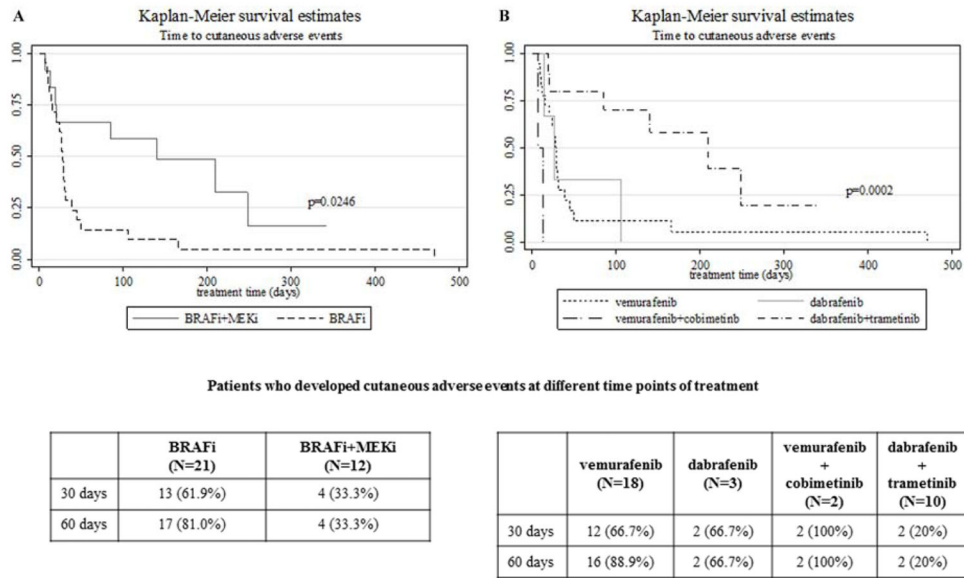 A
Kaplan-Meier survival estimates
Time to cutaneous adverse events
1.00
0.75
0.50
0.25
0.00
p=0.0246
0 100 200 300 400 500
treatment time (days)
BRAFi+MEKi BRAFi
B
Kaplan-Meier survival estimates
Time to cutaneous adverse events
1.00
0.75
0.50
0.25
0.00
p=0.0002
0 100 200 300 400 500
treatment time (days)
vemurafenib dabrafenib
vemurafenib+cobimetinib dabrafenib+trametinib
Patients who developed cutaneous adverse events at different time points of treatment
BRAFi BRAFi+MEKi
(N=21) (N=12)
30 days 13 (61.9%) 4 (33.3%)
60 days 17 (81.0%) 4 (33.3%)
vemurafenib dabrafenib vemurafenib dabrafenib
(N=18) (N=3) + +
cobimetinib trametinib
(N=2) (N=10)
30 days 12 (66.7%) 2 (66.7%) 2 (100%) 2 (20%)
60 days 16 (88.9%) 2 (66.7%) 2 (100%) 2 (20%)